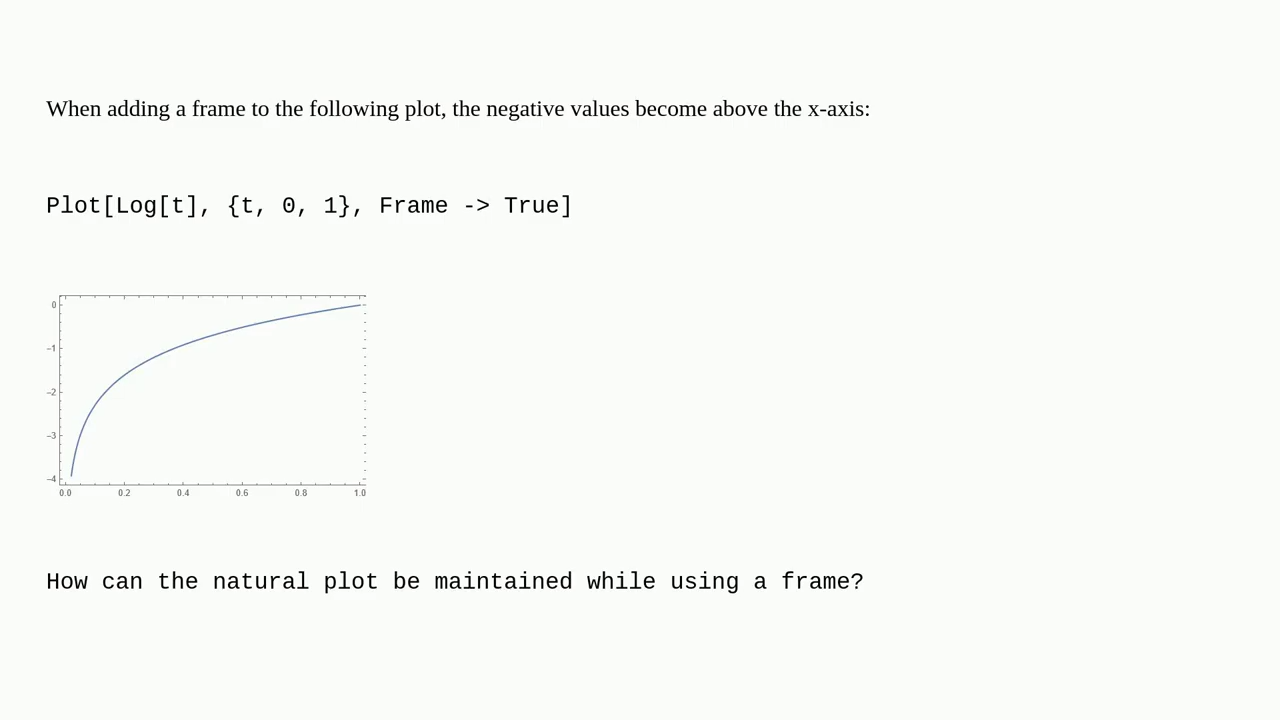 When adding a frame to the following plot, the negative values become above the x-axis:
Plot[Log[t], {t, 0, 1}, Frame -> True]
0
−1
−2
−3
−4
0.0 0.2 0.4 0.6 0.8 1.0
How can the natural plot be maintained while using a frame?